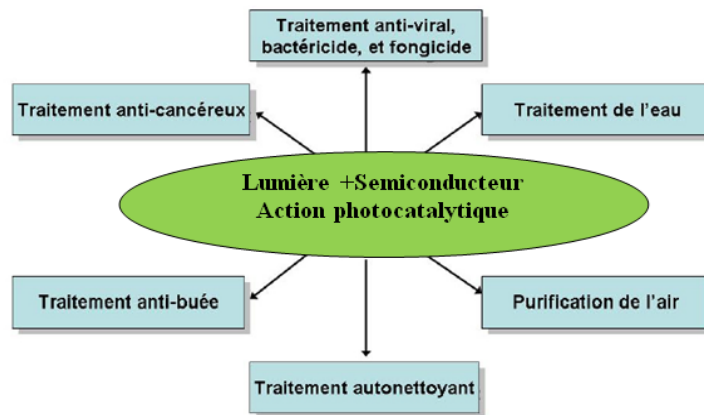 Traitement anti-viral,
bactéricide, et fongicide
Traitement anti-cancéreux
Traitement de l'eau
Lumière +Semiconducteur
Action photocatalytique
Traitement anti-buée
Purification de l'air
Traitement autonettoyant